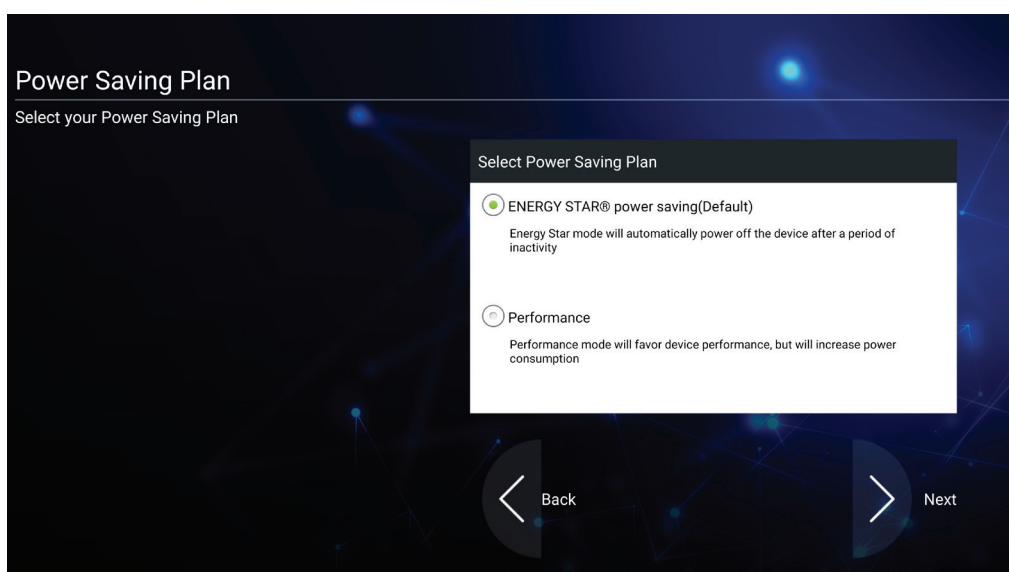 Power Saving Plan
Select your Power Saving Plan
Select Power Saving Plan
ENERGY STAR® power saving(Default)
Energy Star mode will automatically power off the device after a period of
inactivity
Performance
Performance mode will favor device performance, but will increase power
consumption
Back
Next